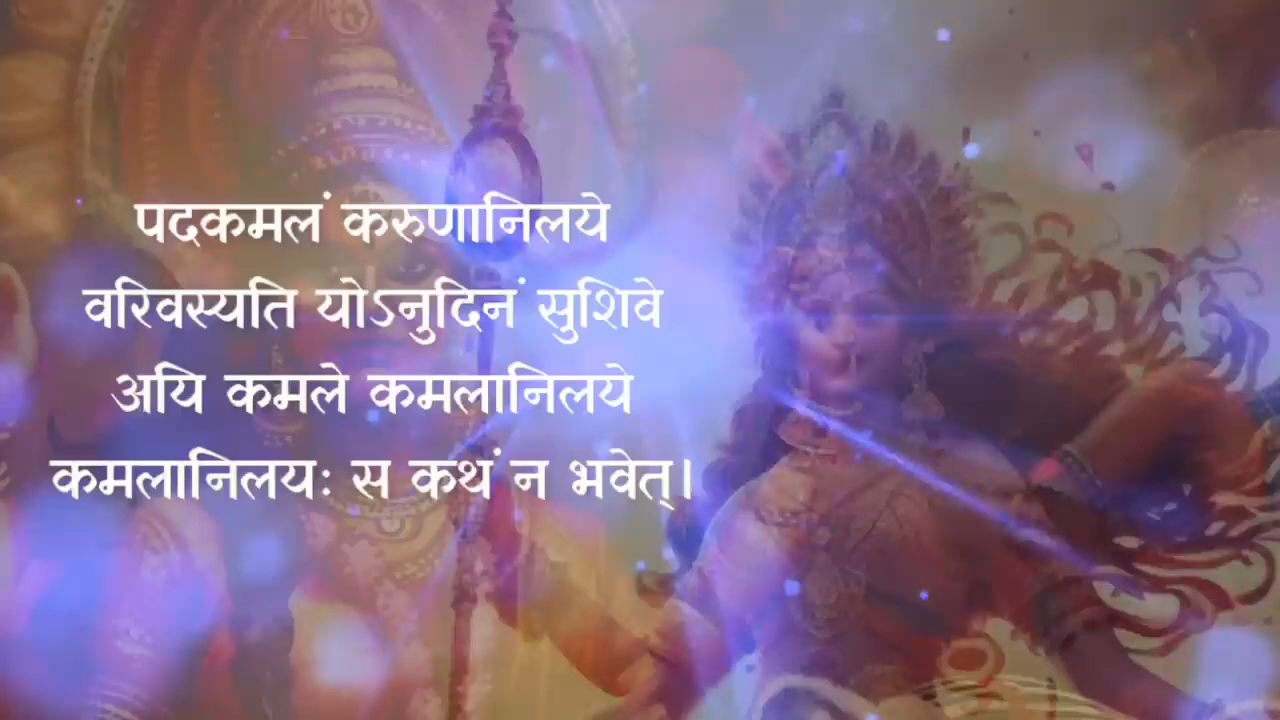 पदकमलं करुणानिलये
वरिवस्यति योऽनुदिनं सुशिवे
अयि कमले कमलानिलये
कमलानिलयः स कथं न भवेत्।